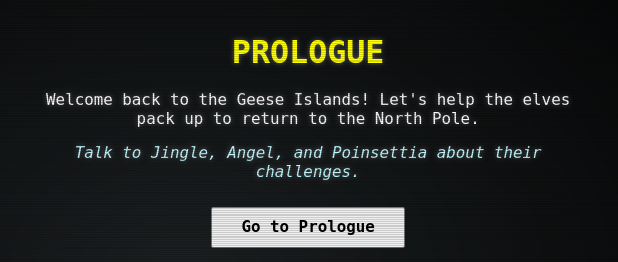 PROLOGUE
Welcome back to the Geese Islands! Let's help the elves
pack up to return to the North Pole.
Talk to Jingle, Angel, and Poinsettia about their
challenges.
Go to Prologue